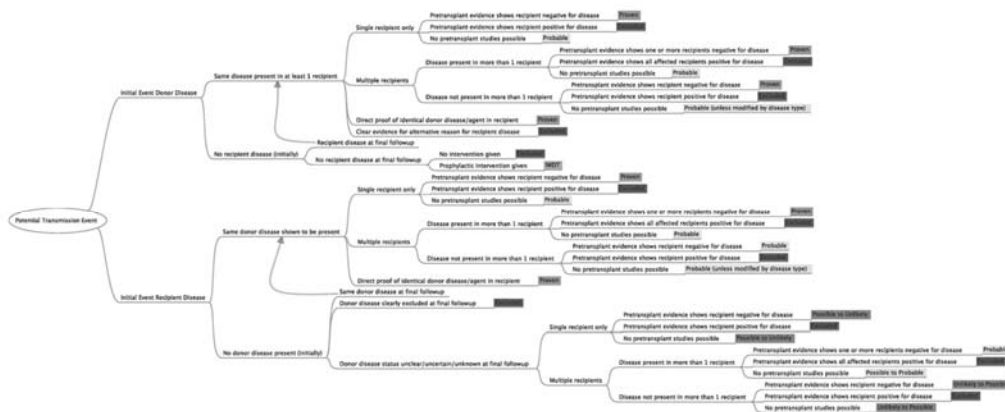 Potential Transmission Event
Initial Event Donor Disease
Same disease present in at least 1 recipient
Single recipient only
Pretransplant evidence shows recipient negative for disease Proven
Pretransplant evidence shows recipient positive for disease Excluded
No pretransplant studies possible Probable
Multiple recipients
Disease present in more than 1 recipient
Pretransplant evidence shows one or more recipients negative for disease Proven
Pretransplant evidence shows all affected recipients positive for disease Excluded
No pretransplant studies possible Probable
Disease not present in more than 1 recipient
Pretransplant evidence shows recipient negative for disease Proven
Pretransplant evidence shows recipient positive for disease Excluded
No pretransplant studies possible Probable (unless modified by disease type)
Direct proof of identical donor disease/agent in recipient Proven
Clear evidence for alternative reason for recipient disease Excluded
No recipient disease (initially)
Recipient disease at final followup
No recipient disease at final followup
No intervention given Excluded
Prophylactic intervention given IWDT
Initial Event Recipient Disease
Same donor disease shown to be present
Single recipient only
Pretransplant evidence shows recipient negative for disease Proven
Pretransplant evidence shows recipient positive for disease Excluded
No pretransplant studies possible Probable
Multiple recipients
Disease present in more than 1 recipient
Pretransplant evidence shows one or more recipients negative for disease Proven
Pretransplant evidence shows all affected recipients positive for disease Excluded
No pretransplant studies possible Probable
Disease not present in more than 1 recipient
Pretransplant evidence shows recipient negative for disease Probable
Pretransplant evidence shows recipient positive for disease Excluded
No pretransplant studies possible Probable (unless modified by disease type)
Direct proof of identical donor disease/agent in recipient Proven
No donor disease present (initially)
Same donor disease at final followup
Donor disease clearly excluded at final followup Excluded
Donor disease status unclear/uncertain/unknown at final followup
Single recipient only
Pretransplant evidence shows recipient negative for disease Possible to Unlikely
Pretransplant evidence shows recipient positive for disease Excluded
No pretransplant studies possible Possible to Unlikely
Multiple recipients
Disease present in more than 1 recipient
Pretransplant evidence shows one or more recipients negative for disease Probabl
Pretransplant evidence shows all affected recipients positive for disease Excluded
No pretransplant studies possible Possible to Probable
Disease not present in more than 1 recipient
Pretransplant evidence shows recipient negative for disease Unlikely to Possib
Pretransplant evidence shows recipient positive for disease Excluded
No pretransplant studies possible Unlikely to Possible